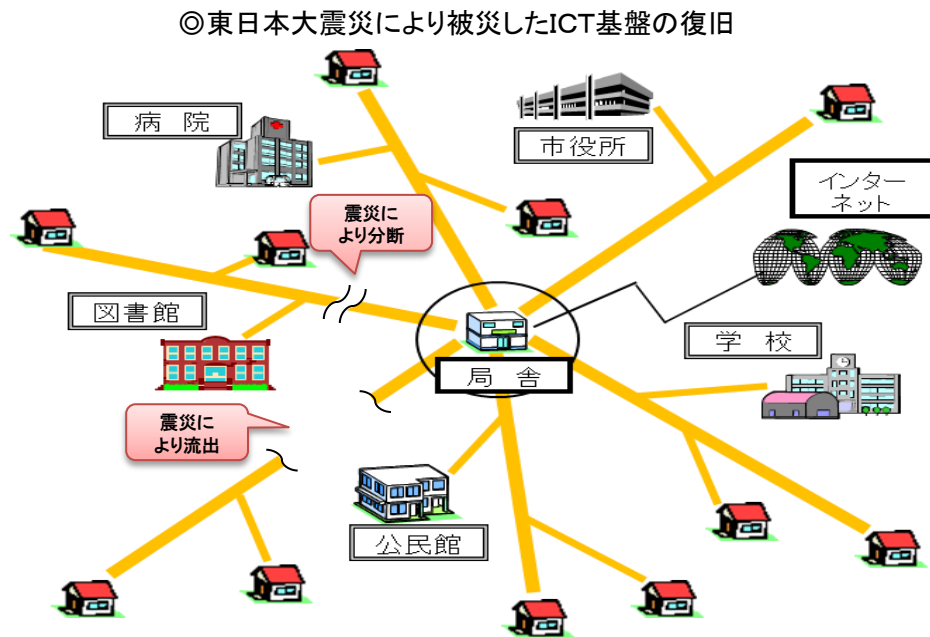 ◎東日本大震災により被災したICT基盤の復旧
病 院
市役所
インター
ネット
震災に
より分断
図書館
学 校
局 舎
震災に
より流出
公民館